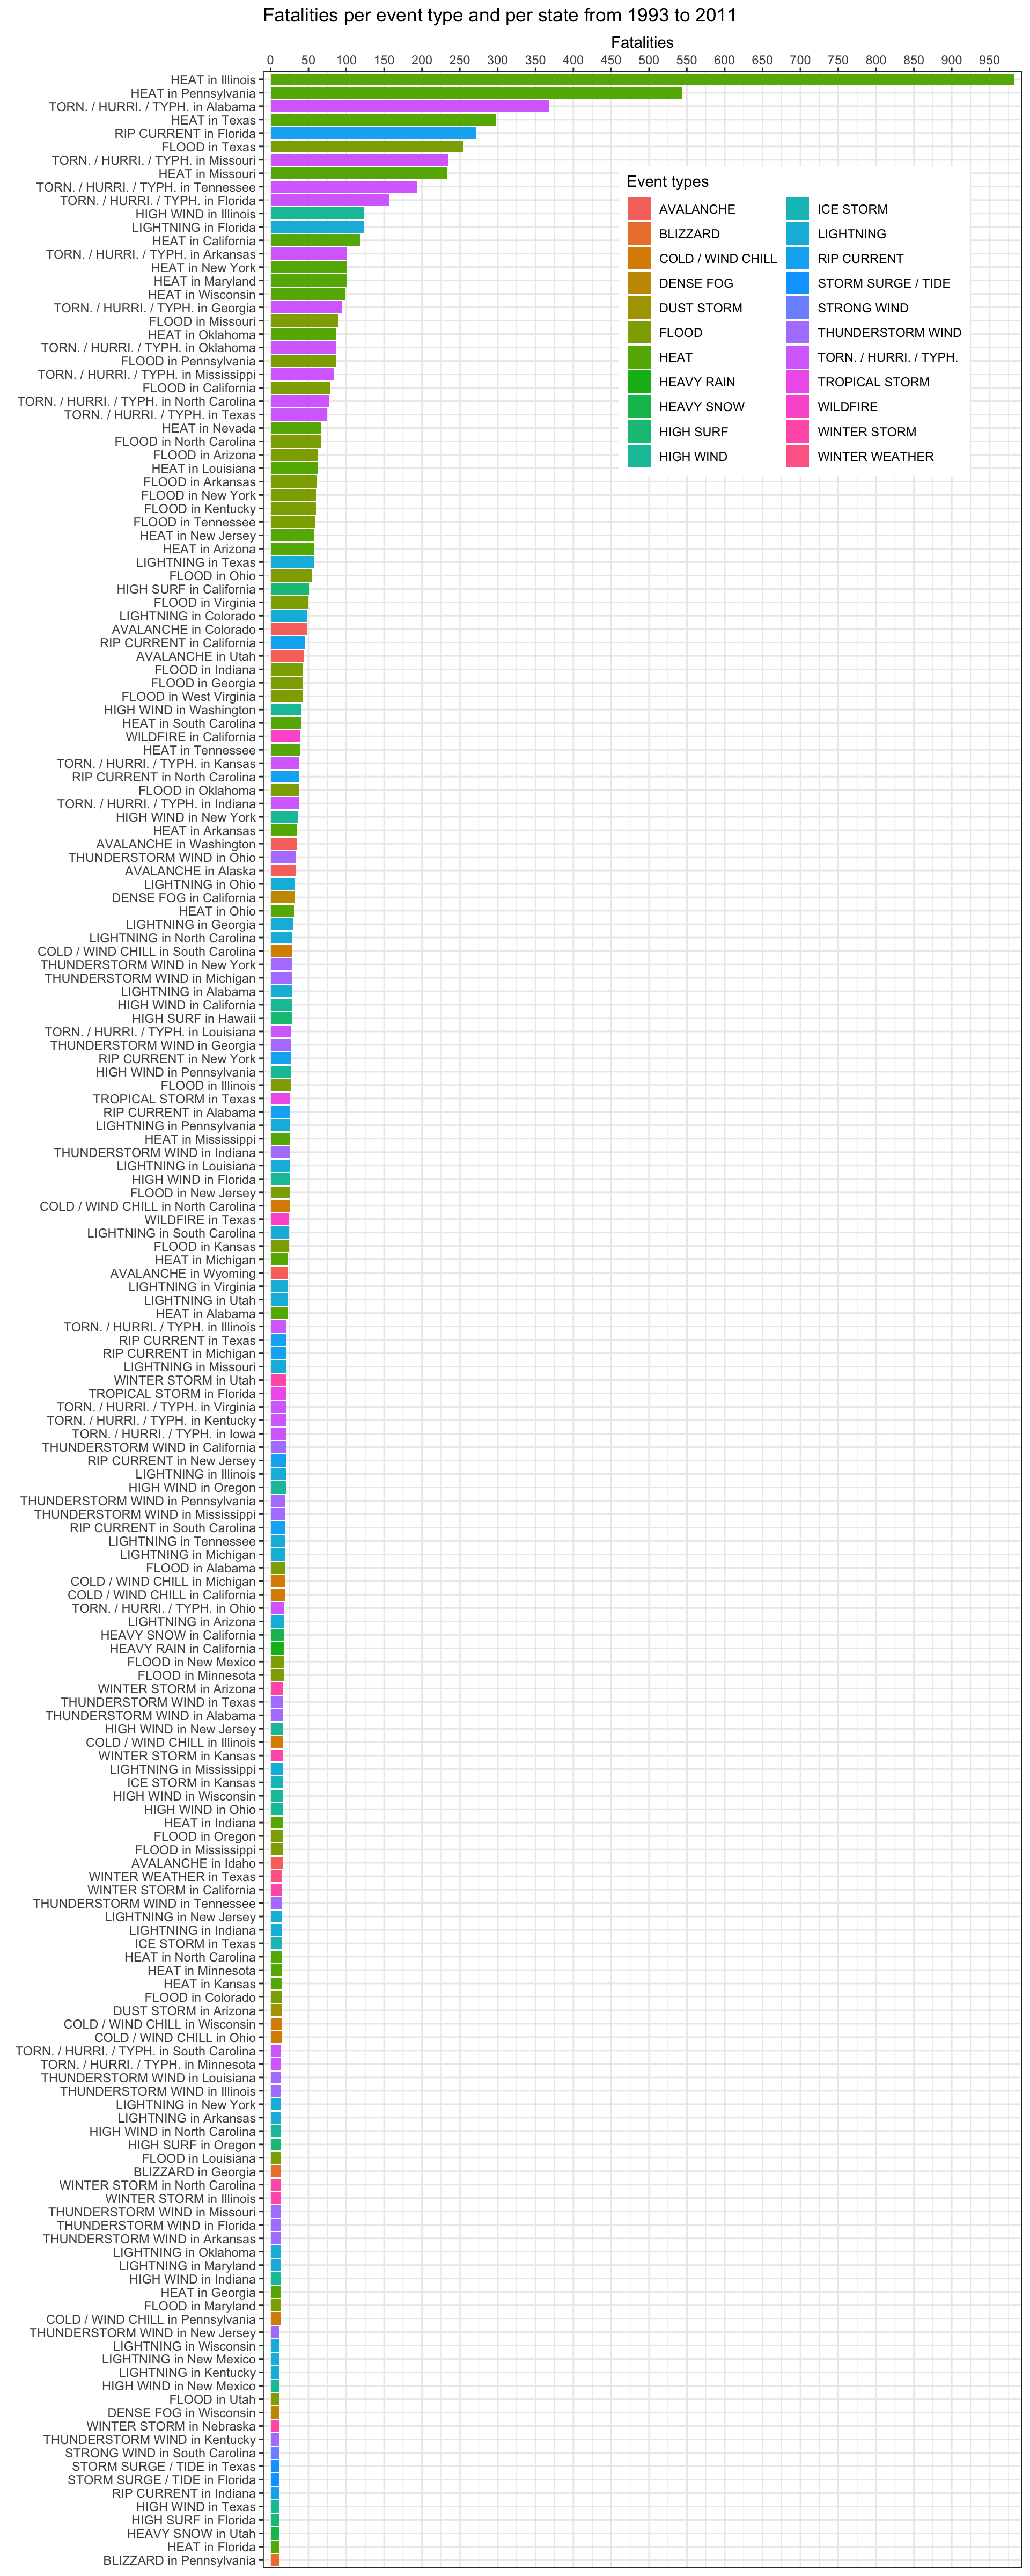 Fatalities per event type and per state from 1993 to 2011
Fatalities
0 50 100 150 200 250 300 350 400 450 500 550 600 650 700 750 800 850 900 950
HEAT in Illinois
HEAT in Pennsylvania
TORN. / HURRI. / TYPH. in Alabama
HEAT in Texas
RIP CURRENT in Florida
FLOOD in Texas
TORN. / HURRI. / TYPH. in Missouri
HEAT in Missouri
TORN. / HURRI. / TYPH. in Tennessee
TORN. / HURRI. / TYPH. in Florida
HIGH WIND in Illinois
LIGHTNING in Florida
HEAT in California
TORN. / HURRI. / TYPH. in Arkansas
HEAT in New York
HEAT in Maryland
HEAT in Wisconsin
TORN. / HURRI. / TYPH. in Georgia
FLOOD in Missouri
HEAT in Oklahoma
TORN. / HURRI. / TYPH. in Oklahoma
FLOOD in Pennsylvania
TORN. / HURRI. / TYPH. in Mississippi
FLOOD in California
TORN. / HURRI. / TYPH. in North Carolina
TORN. / HURRI. / TYPH. in Texas
HEAT in Nevada
FLOOD in North Carolina
FLOOD in Arizona
HEAT in Louisiana
FLOOD in Arkansas
FLOOD in New York
FLOOD in Kentucky
FLOOD in Tennessee
HEAT in New Jersey
HEAT in Arizona
LIGHTNING in Texas
FLOOD in Ohio
HIGH SURF in California
FLOOD in Virginia
LIGHTNING in Colorado
AVALANCHE in Colorado
RIP CURRENT in California
AVALANCHE in Utah
FLOOD in Indiana
FLOOD in Georgia
FLOOD in West Virginia
HIGH WIND in Washington
HEAT in South Carolina
WILDFIRE in California
HEAT in Tennessee
TORN. / HURRI. / TYPH. in Kansas
RIP CURRENT in North Carolina
FLOOD in Oklahoma
TORN. / HURRI. / TYPH. in Indiana
HIGH WIND in New York
HEAT in Arkansas
AVALANCHE in Washington
THUNDERSTORM WIND in Ohio
AVALANCHE in Alaska
LIGHTNING in Ohio
DENSE FOG in California
HEAT in Ohio
LIGHTNING in Georgia
LIGHTNING in North Carolina
COLD / WIND CHILL in South Carolina
THUNDERSTORM WIND in New York
THUNDERSTORM WIND in Michigan
LIGHTNING in Alabama
HIGH WIND in California
HIGH SURF in Hawaii
TORN. / HURRI. / TYPH. in Louisiana
THUNDERSTORM WIND in Georgia
RIP CURRENT in New York
HIGH WIND in Pennsylvania
FLOOD in Illinois
TROPICAL STORM in Texas
RIP CURRENT in Alabama
LIGHTNING in Pennsylvania
HEAT in Mississippi
THUNDERSTORM WIND in Indiana
LIGHTNING in Louisiana
HIGH WIND in Florida
FLOOD in New Jersey
COLD / WIND CHILL in North Carolina
WILDFIRE in Texas
LIGHTNING in South Carolina
FLOOD in Kansas
HEAT in Michigan
AVALANCHE in Wyoming
LIGHTNING in Virginia
LIGHTNING in Utah
HEAT in Alabama
TORN. / HURRI. / TYPH. in Illinois
RIP CURRENT in Texas
RIP CURRENT in Michigan
LIGHTNING in Missouri
WINTER STORM in Utah
TROPICAL STORM in Florida
TORN. / HURRI. / TYPH. in Virginia
TORN. / HURRI. / TYPH. in Kentucky
TORN. / HURRI. / TYPH. in Iowa
THUNDERSTORM WIND in California
RIP CURRENT in New Jersey
LIGHTNING in Illinois
HIGH WIND in Oregon
THUNDERSTORM WIND in Pennsylvania
THUNDERSTORM WIND in Mississippi
RIP CURRENT in South Carolina
LIGHTNING in Tennessee
LIGHTNING in Michigan
FLOOD in Alabama
COLD / WIND CHILL in Michigan
COLD / WIND CHILL in California
TORN. / HURRI. / TYPH. in Ohio
LIGHTNING in Arizona
HEAVY SNOW in California
HEAVY RAIN in California
FLOOD in New Mexico
FLOOD in Minnesota
WINTER STORM in Arizona
THUNDERSTORM WIND in Texas
THUNDERSTORM WIND in Alabama
HIGH WIND in New Jersey
COLD / WIND CHILL in Illinois
WINTER STORM in Kansas
LIGHTNING in Mississippi
ICE STORM in Kansas
HIGH WIND in Wisconsin
HIGH WIND in Ohio
HEAT in Indiana
FLOOD in Oregon
FLOOD in Mississippi
AVALANCHE in Idaho
WINTER WEATHER in Texas
WINTER STORM in California
THUNDERSTORM WIND in Tennessee
LIGHTNING in New Jersey
LIGHTNING in Indiana
ICE STORM in Texas
HEAT in North Carolina
HEAT in Minnesota
HEAT in Kansas
FLOOD in Colorado
DUST STORM in Arizona
COLD / WIND CHILL in Wisconsin
COLD / WIND CHILL in Ohio
TORN. / HURRI. / TYPH. in South Carolina
TORN. / HURRI. / TYPH. in Minnesota
THUNDERSTORM WIND in Louisiana
THUNDERSTORM WIND in Illinois
LIGHTNING in New York
LIGHTNING in Arkansas
HIGH WIND in North Carolina
HIGH SURF in Oregon
FLOOD in Louisiana
BLIZZARD in Georgia
WINTER STORM in North Carolina
WINTER STORM in Illinois
THUNDERSTORM WIND in Missouri
THUNDERSTORM WIND in Florida
THUNDERSTORM WIND in Arkansas
LIGHTNING in Oklahoma
LIGHTNING in Maryland
HIGH WIND in Indiana
HEAT in Georgia
FLOOD in Maryland
COLD / WIND CHILL in Pennsylvania
THUNDERSTORM WIND in New Jersey
LIGHTNING in Wisconsin
LIGHTNING in New Mexico
LIGHTNING in Kentucky
HIGH WIND in New Mexico
FLOOD in Utah
DENSE FOG in Wisconsin
WINTER STORM in Nebraska
THUNDERSTORM WIND in Kentucky
STRONG WIND in South Carolina
STORM SURGE / TIDE in Texas
STORM SURGE / TIDE in Florida
RIP CURRENT in Indiana
HIGH WIND in Texas
HIGH SURF in Florida
HEAVY SNOW in Utah
HEAT in Florida
BLIZZARD in Pennsylvania
Event types
AVALANCHE
BLIZZARD
COLD / WIND CHILL
DENSE FOG
DUST STORM
FLOOD
HEAT
HEAVY RAIN
HEAVY SNOW
HIGH SURF
HIGH WIND
ICE STORM
LIGHTNING
RIP CURRENT
STORM SURGE / TIDE
STRONG WIND
THUNDERSTORM WIND
TORN. / HURRI. / TYPH.
TROPICAL STORM
WILDFIRE
WINTER STORM
WINTER WEATHER